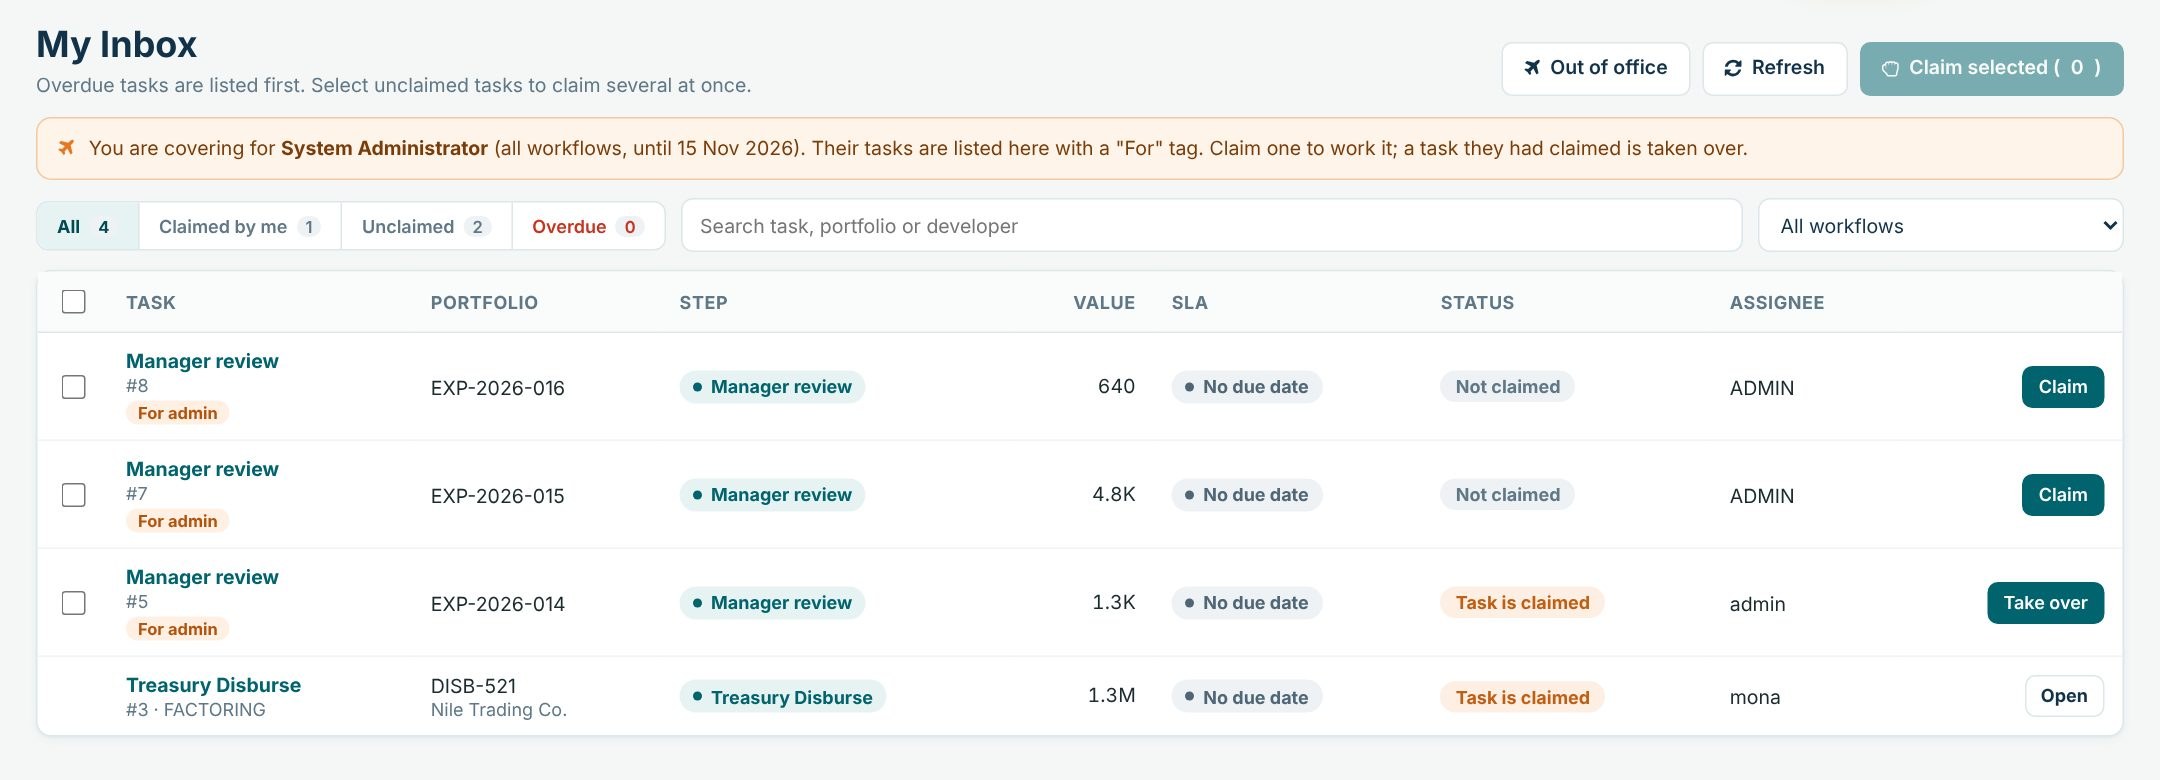 My Inbox
Overdue tasks are listed first. Select unclaimed tasks to claim several at once.
Out of office
Refresh
Claim selected ( 0 )
You are covering for System Administrator (all workflows, until 15 Nov 2026). Their tasks are listed here with a "For" tag. Claim one to work it; a task they had claimed is taken over.
All 4
Claimed by me 1
Unclaimed 2
Overdue 0
Search task, portfolio or developer
All workflows
TASK PORTFOLIO STEP VALUE SLA STATUS ASSIGNEE
Manager review
#8
For admin
EXP-2026-016
Manager review
640
No due date
Not claimed
ADMIN
Claim
Manager review
#7
For admin
EXP-2026-015
Manager review
4.8K
No due date
Not claimed
ADMIN
Claim
Manager review
#5
For admin
EXP-2026-014
Manager review
1.3K
No due date
Task is claimed
admin
Take over
Treasury Disburse
#3 · FACTORING
DISB-521
Nile Trading Co.
Treasury Disburse
1.3M
No due date
Task is claimed
mona
Open